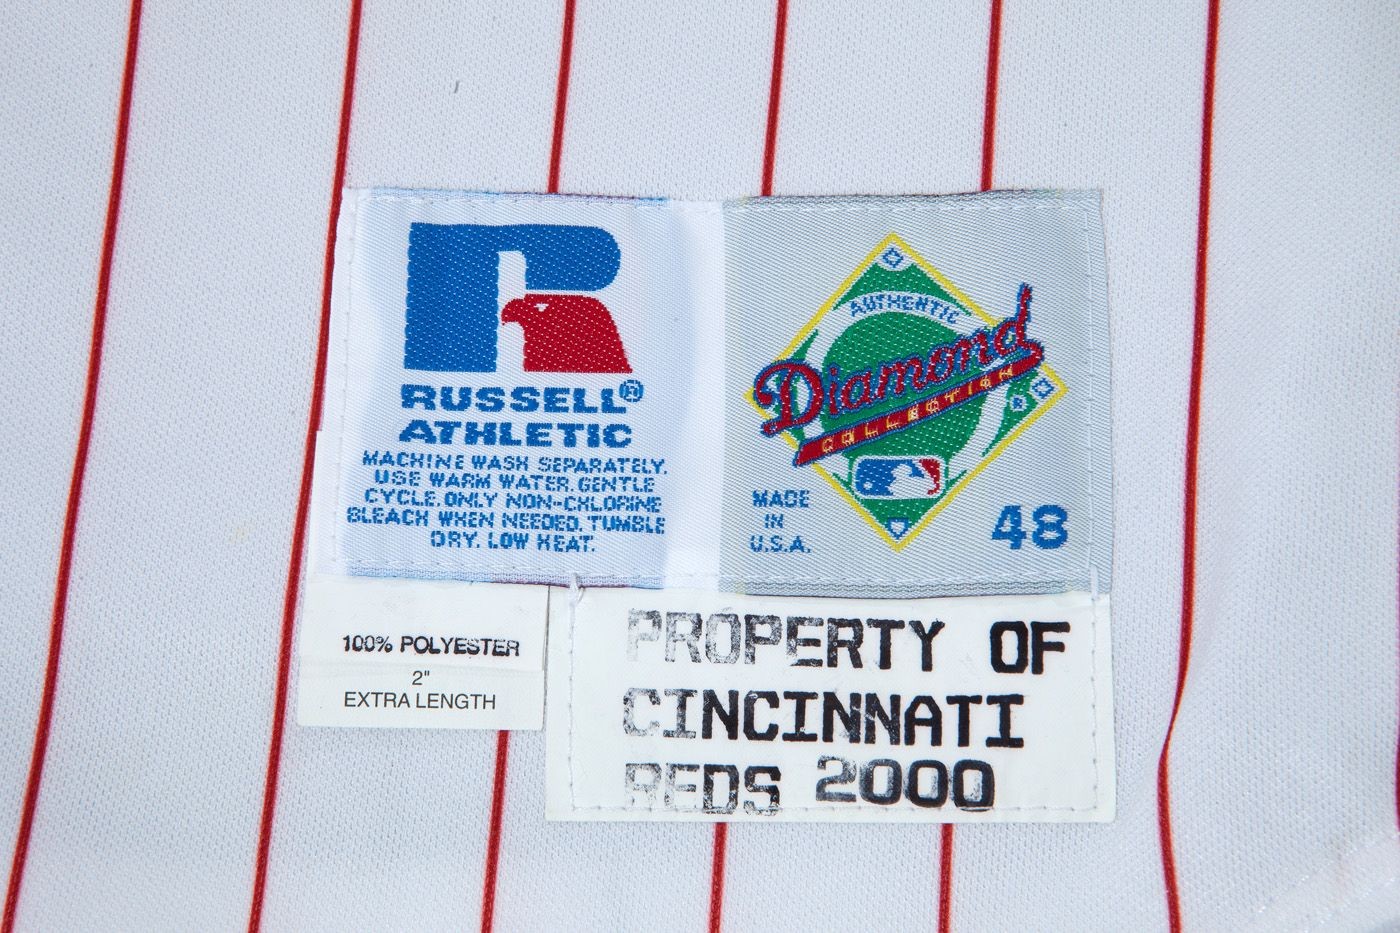 RUSSELL®
ATHLETIC
MACHINE WASH SEPARATELY.
USE WARM WATER. GENTLE
CYCLE. ONLY NON-CHLORINE
BLEACH WHEN NEEDED. TUMBLE
DRY. LOW HEAT.
AUTHENTIC
Diamond
COLLECTION
®
MADE
IN
U.S.A.
48
100% POLYESTER
2"
EXTRA LENGTH
PROPERTY OF
CINCINNATI
REDS 2000